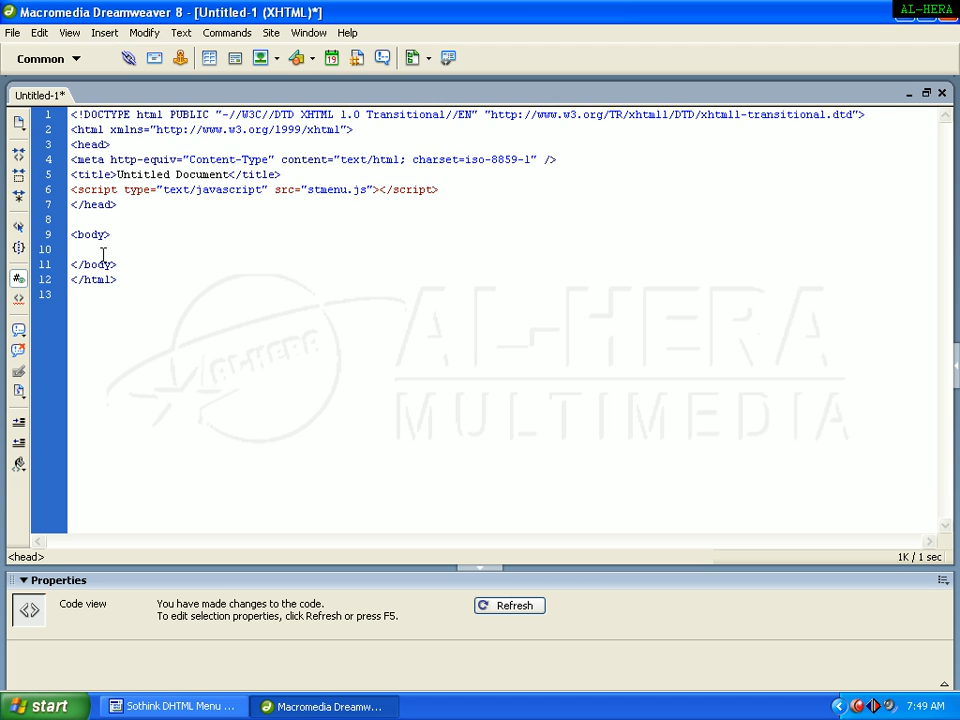 Macromedia Dreamweaver 8 - [Untitled-1 (XHTML)*]
AL-HERA
File Edit View Insert Modify Text Commands Site Window Help
Common
19
Untitled-1*
1 <!DOCTYPE html PUBLIC "-//W3C//DTD XHTML 1.0 Transitional//EN" "http://www.w3.org/TR/xhtml1/DTD/xhtml1-transitional.dtd">
2 <html xmlns="http://www.w3.org/1999/xhtml">
3 <head>
4 <meta http-equiv="Content-Type" content="text/html; charset=iso-8859-1" />
5 <title>Untitled Document</title>
6 <script type="text/javascript" src="stmenu.js"></script>
7 </head>
8
9 <body>
10
11 </body>
12 </html>
13
AL-HERA
AL-HERA
MULTIMEDIA
<head>
1K / 1 sec
Properties
Code view
You have made changes to the code.
To edit selection properties, click Refresh or press F5.
Refresh
start
Sothink DHTML Menu ...
Macromedia Dreamw...
7:49 AM